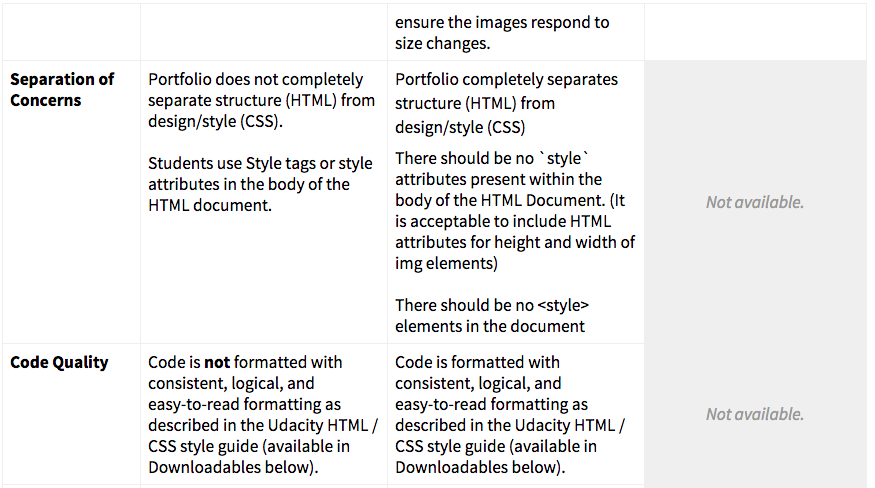 ensure the images respond to
size changes.
Separation of
Concerns
Portfolio does not completely
separate structure (HTML) from
design/style (CSS).
Students use Style tags or style
attributes in the body of the
HTML document.
Portfolio completely separates
structure (HTML) from
design/style (CSS)
There should be no `style`
attributes present within the
body of the HTML Document. (It
is acceptable to include HTML
attributes for height and width of
img elements)
There should be no <style>
elements in the document
Not available.
Code Quality
Code is not formatted with
consistent, logical, and
easy-to-read formatting as
described in the Udacity HTML /
CSS style guide (available in
Downloadables below).
Code is formatted with
consistent, logical, and
easy-to-read formatting as
described in the Udacity HTML /
CSS style guide (available in
Downloadables below).
Not available.